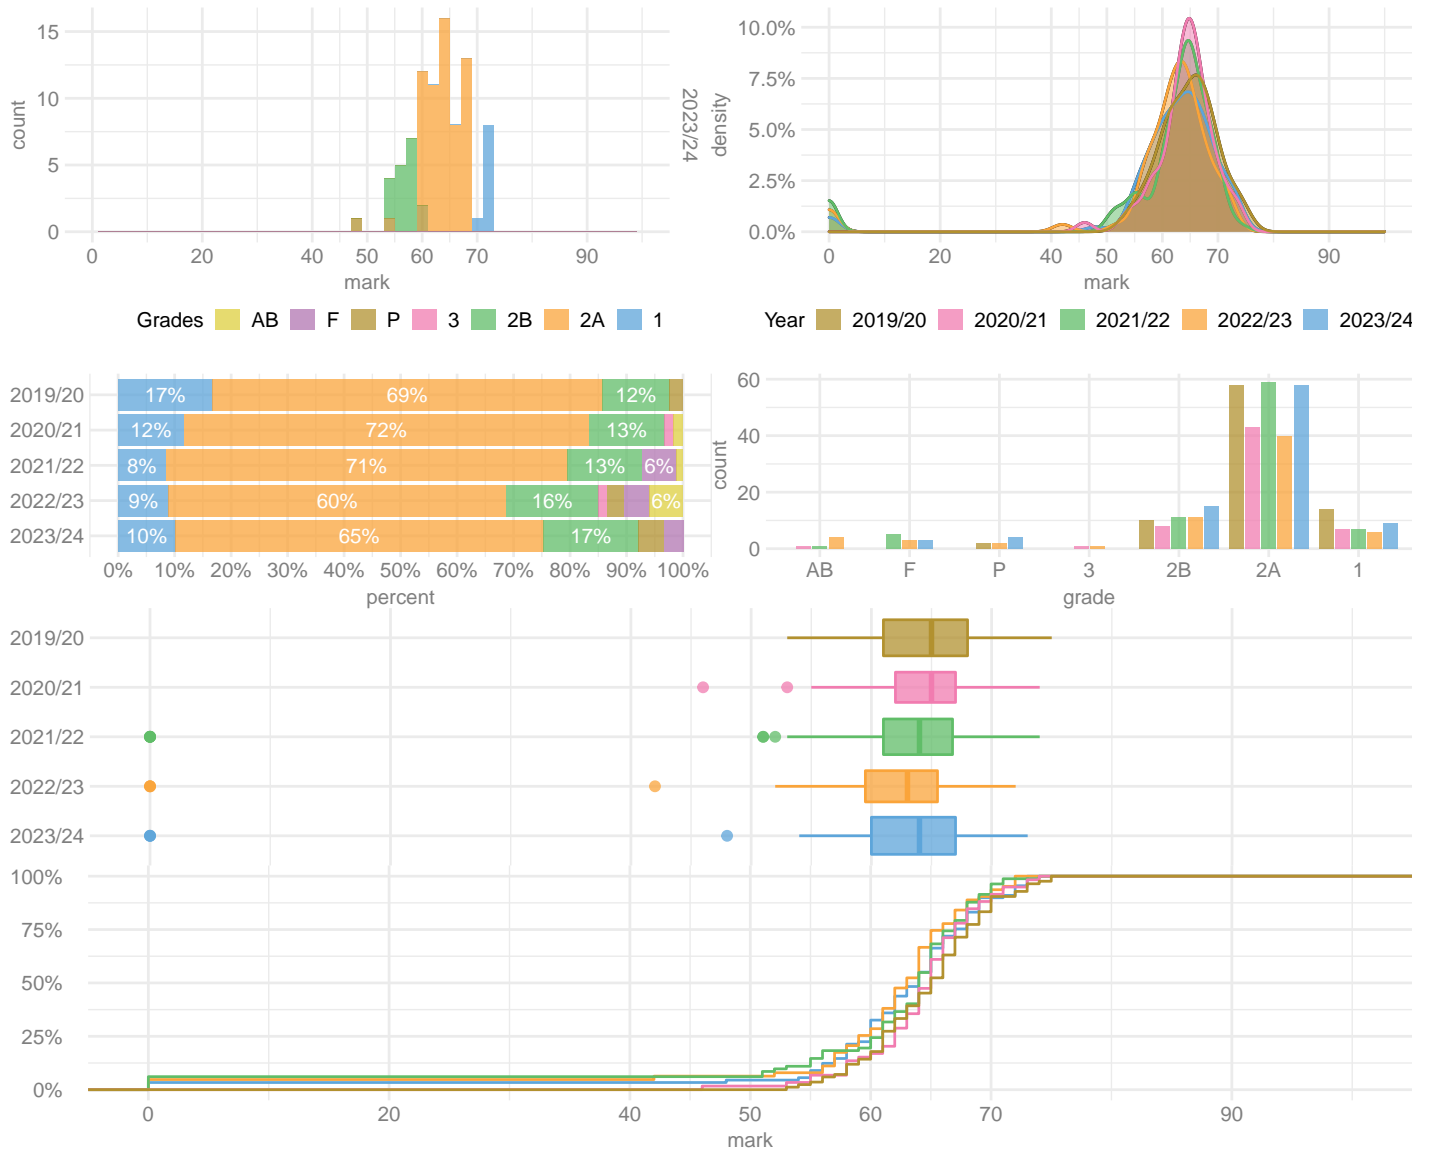 15
10
5
0
count
0 20 40 50 60 70 90
mark
2023/24
Grades AB F P 3 2B 2A 1
10.0%
7.5%
5.0%
2.5%
0.0%
density
0 20 40 50 60 70 90
mark
Year 2019/20 2020/21 2021/22 2022/23 2023/24
2019/20 17% 69% 12%
2020/21 12% 72% 13%
2021/22 8% 71% 13% 6%
2022/23 9% 60% 16% 6%
2023/24 10% 65% 17%
0% 10% 20% 30% 40% 50% 60% 70% 80% 90% 100%
percent
60
40
20
0
count
AB F P 3 2B 2A 1
grade
2019/20
2020/21
2021/22
2022/23
2023/24
100%
75%
50%
25%
0%
0 20 40 50 60 70 90
mark